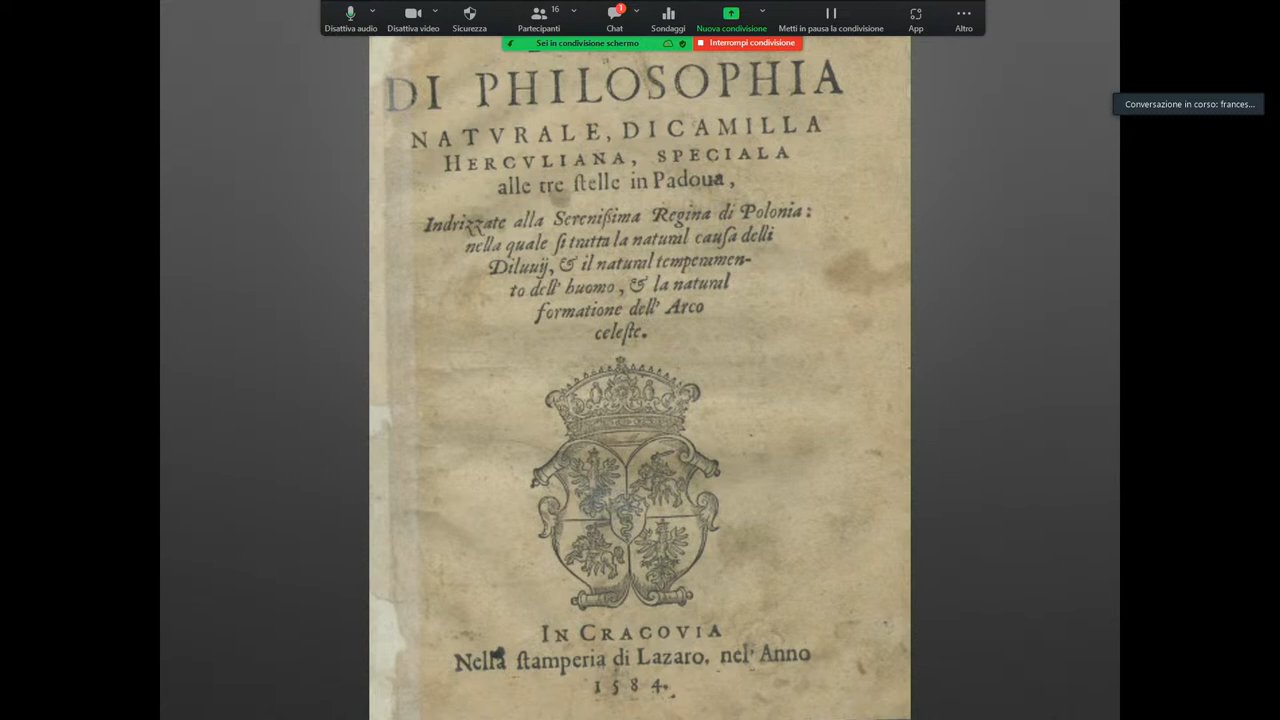 16
1
Disattiva audio
Disattiva video
Sicurezza
Partecipanti
Chat
Sondaggi
Nuova condivisione
Metti in pausa la condivisione
App
Altro
Sei in condivisione schermo
Interrompi condivisione
Conversazione in corso: frances...
DI PHILOSOPHIA
NATVRALE, DI CAMILLA
HERCVLIANA, SPECIALA
alle tre ſtelle in Padoua,
Indrizzate alla Sereniſſima Regina di Polonia:
nella quale ſi tratta la natural cauſa delli
Diluuij, & il natural temperamen-
to dell' huomo, & la natural
formatione dell' Arco
celeſte.
IN CRACOVIA
Nella ſtamperia di Lazaro, nel' Anno
1584.